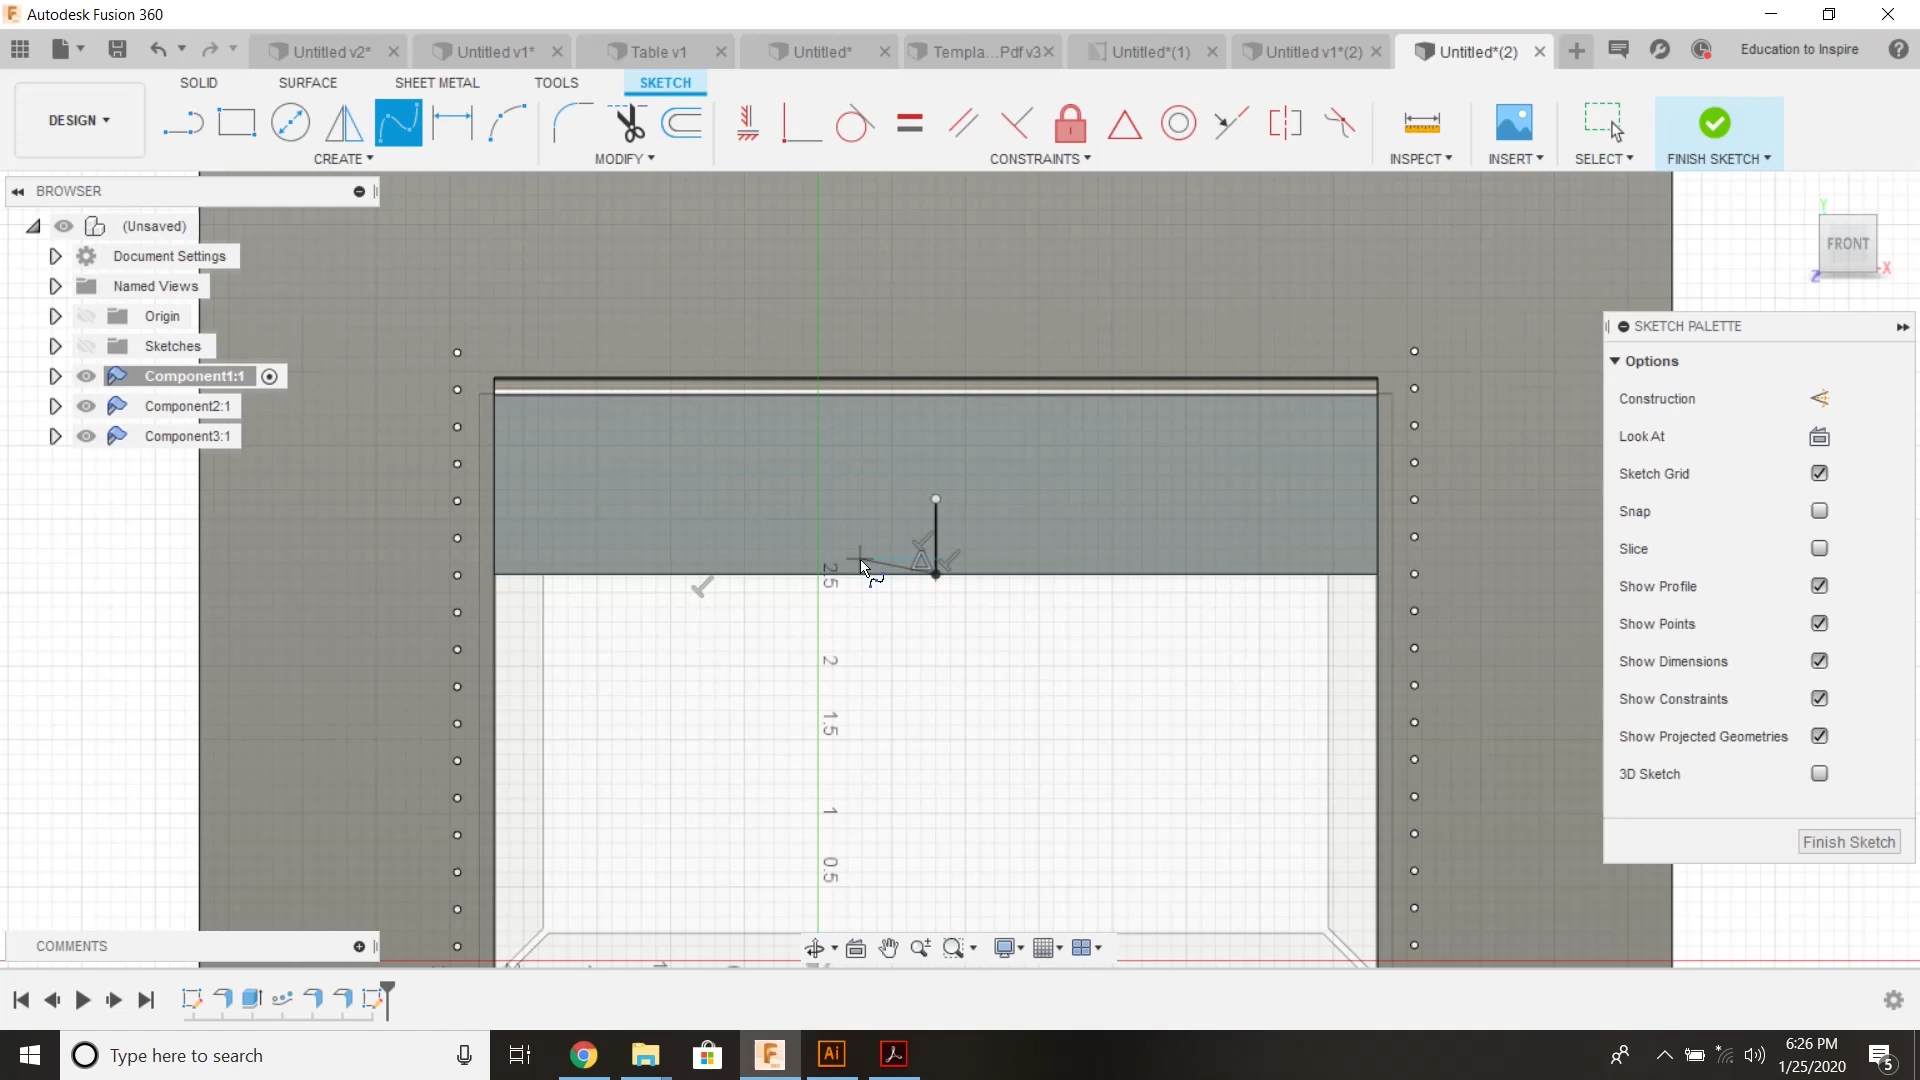 Autodesk Fusion 360
Untitled v2*
Untitled v1*
Table v1
Untitled*
Templa...Pdf v3
Untitled*(1)
Untitled v1*(2)
Untitled*(2)
Education to Inspire
SOLID
SURFACE
SHEET METAL
TOOLS
SKETCH
DESIGN
CREATE
MODIFY
CONSTRAINTS
INSPECT
INSERT
SELECT
FINISH SKETCH
BROWSER
(Unsaved)
Document Settings
Named Views
Origin
Sketches
Component1:1
Component2:1
Component3:1
Y
FRONT
X
Z
SKETCH PALETTE
Options
Construction
Look At
Sketch Grid
Snap
Slice
Show Profile
Show Points
Show Dimensions
Show Constraints
Show Projected Geometries
3D Sketch
Finish Sketch
2.5
2
1.5
1
0.5
COMMENTS
Ai
Type here to search
6:26 PM
1/25/2020
5